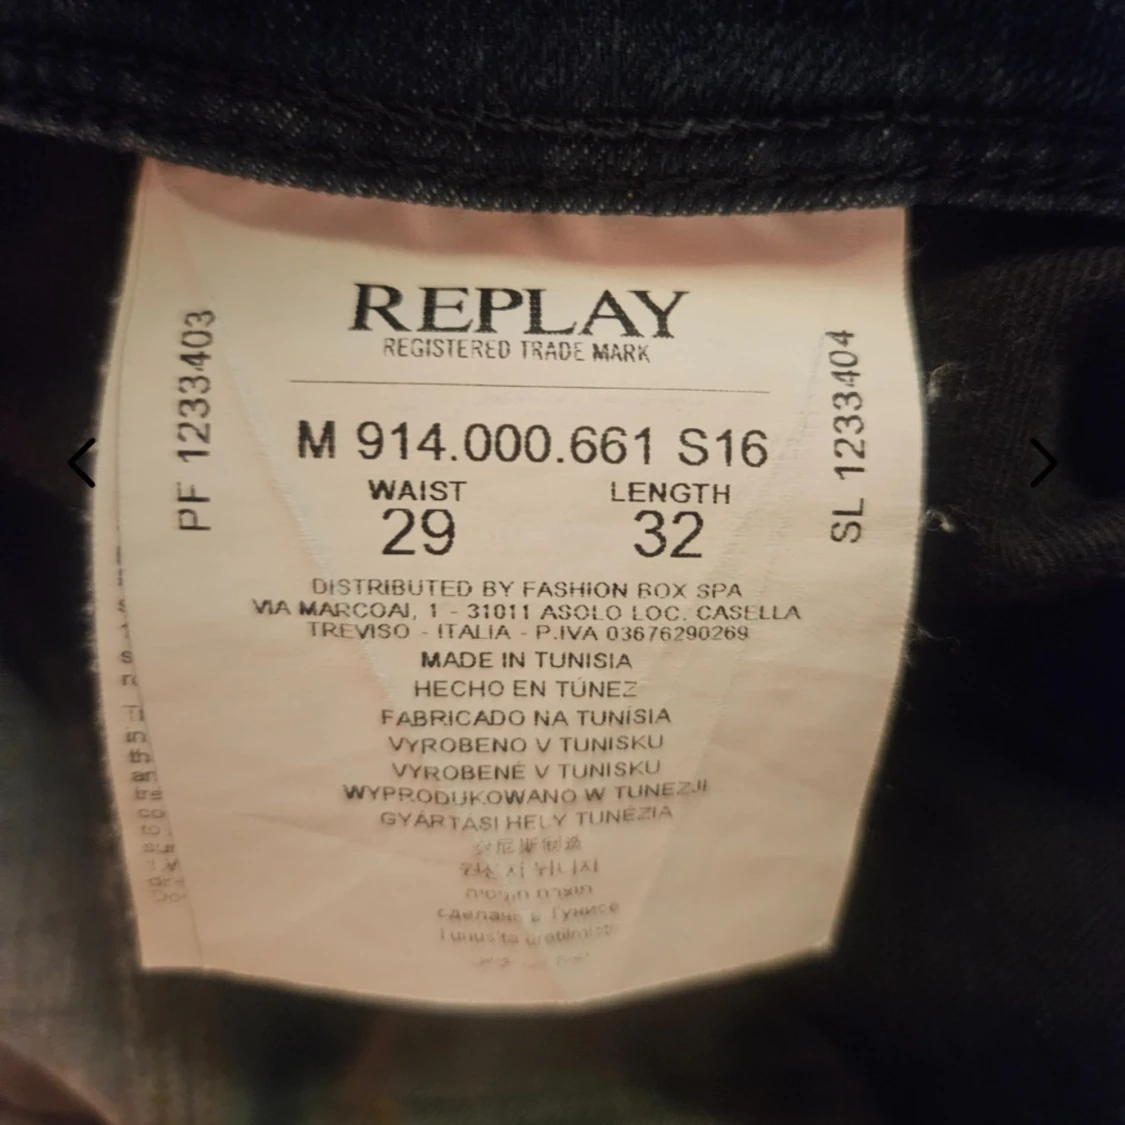 REPLAY
REGISTERED TRADE MARK
PF 1233403
SL 1233404
M 914.000.661 S16
WAIST LENGTH
29 32
DISTRIBUTED BY FASHION BOX SPA
VIA MARCOAI, 1 - 31011 ASOLO LOC. CASELLA
TREVISO - ITALIA - P.IVA 03676290269
MADE IN TUNISIA
HECHO EN TÚNEZ
FABRICADO NA TUNÍSIA
VYROBENO V TUNISKU
VYROBENÉ V TUNISKU
WYPRODUKOWANO W TUNEZJI
GYÁRTÁSI HELY TUNÉZIA
сделано в Тунисе